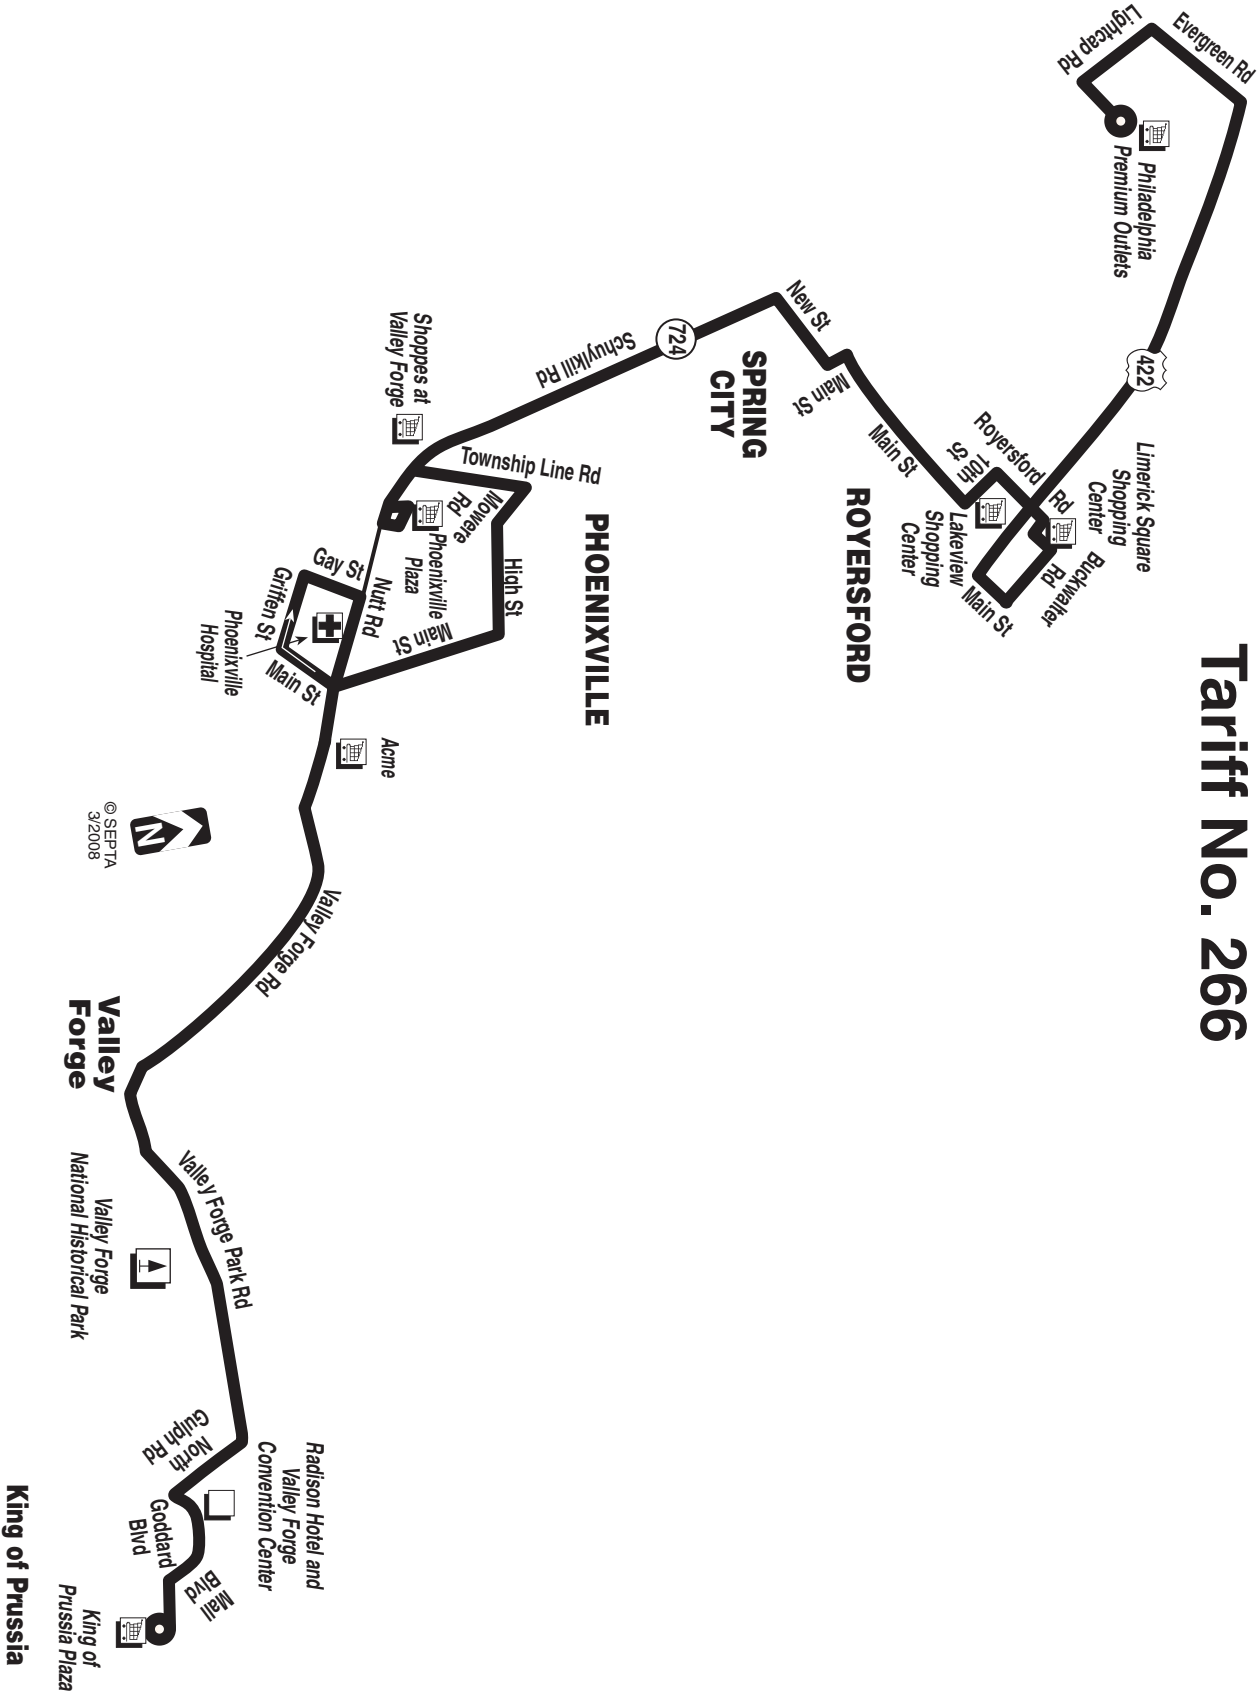 Tariff No. 266
Evergreen Rd
Lightcap Rd
Philadelphia
Premium Outlets
422
Limerick Square
Shopping
Center
Royersford
Rd
10th
St
Buckwalter
Rd
Main St
Lakeview
Shopping
Center
ROYERSFORD
Main St
Main St
New St
SPRING
CITY
724
Schuylkill Rd
Shoppes at
Valley Forge
Township Line Rd
Mowere
Rd
PHOENIXVILLE
Phoenixville
Plaza
High St
Main St
Gay St
Nutt Rd
Griffen St
Phoenixville
Hospital
Main St
Acme
N
© SEPTA
3/2008
Valley Forge Rd
Valley
Forge
Valley Forge Park Rd
Valley Forge
National Historical Park
North
Gulph Rd
Radison Hotel and
Valley Forge
Convention Center
Goddard
Blvd
Mall
Blvd
King of
Prussia Plaza
King of Prussia